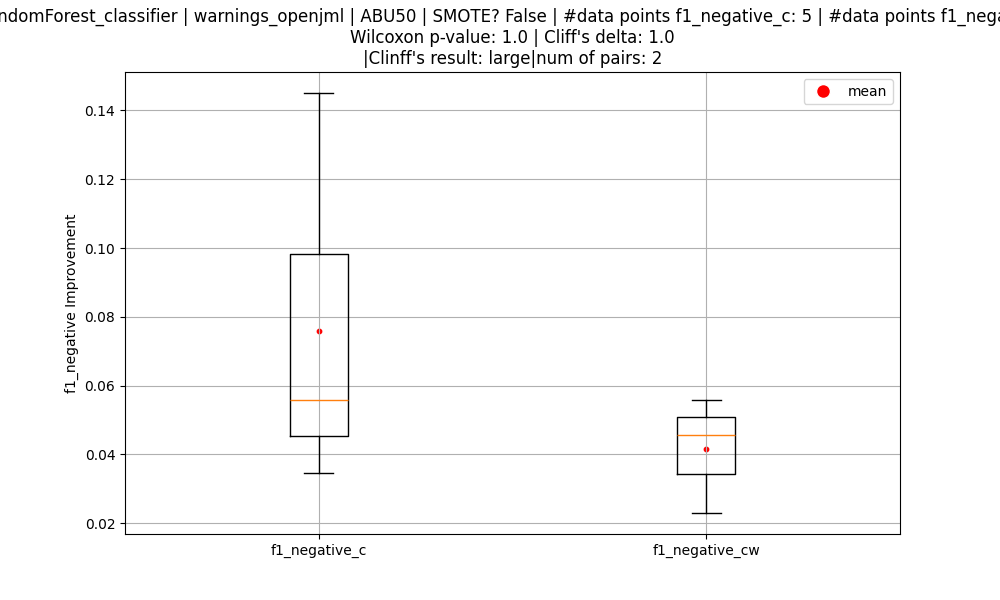 ndomForest_classifier | warnings_openjml | ABU50 | SMOTE? False | #data points f1_negative_c: 5 | #data points f1_nega
Wilcoxon p-value: 1.0 | Cliff's delta: 1.0
|Clinff's result: large|num of pairs: 2
mean
0.14
0.12
0.10
0.08
0.06
0.04
0.02
f1_negative Improvement
f1_negative_c
f1_negative_cw